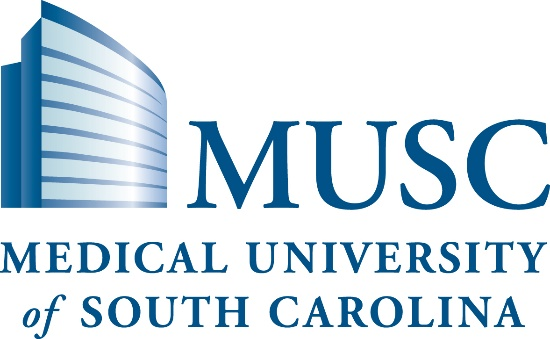 MUSC
MEDICAL UNIVERSITY
of SOUTH CAROLINA